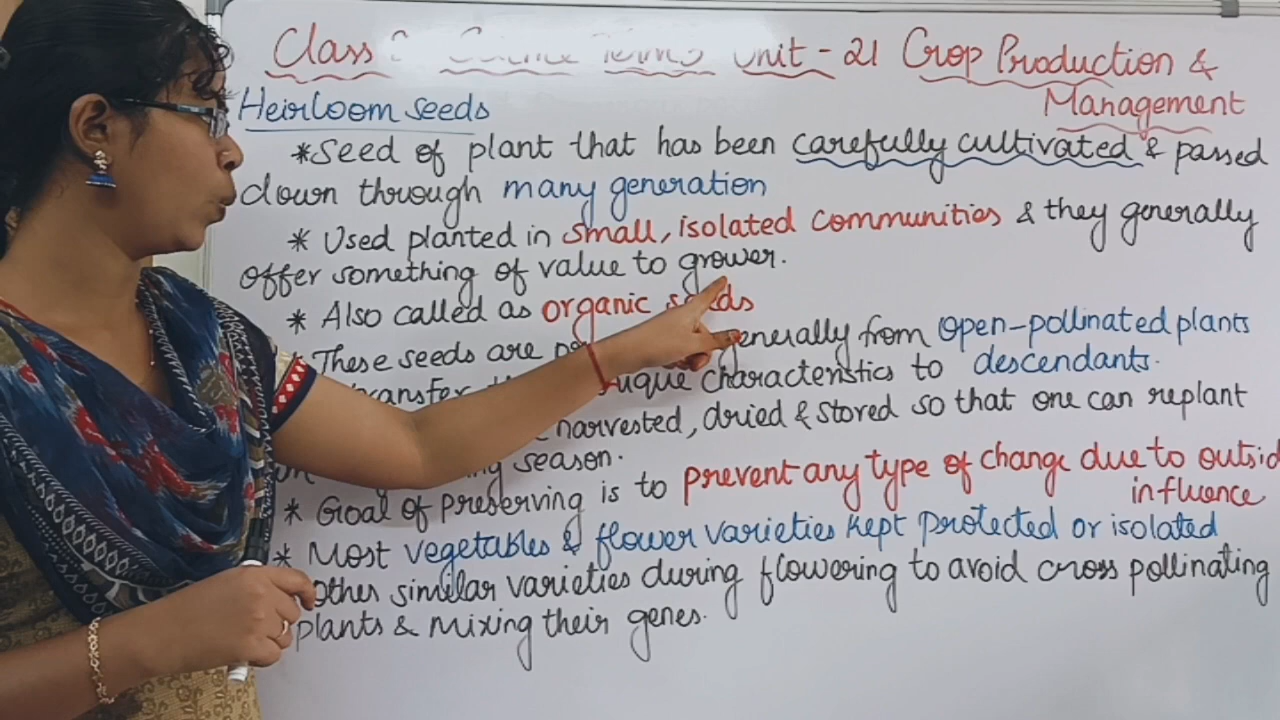 Class Terms Unit - 21 Crop Production &
Management
Heirloom seeds
*Seed of plant that has been carefully cultivated & passed
down through many generation
* Used planted in small, isolated communities & they generally
offer something of value to grower.
* Also called as organic seeds
* These seeds are generally from open-pollinated plants
characteristics to descendants.
harvested, dried & stored so that one can replant
season.
* Goal of preserving is to prevent any type of change due to outsid
influence
* Most vegetables & flower varieties kept protected or isolated
other similar varieties during flowering to avoid cross pollinating
plants & mixing their genes.